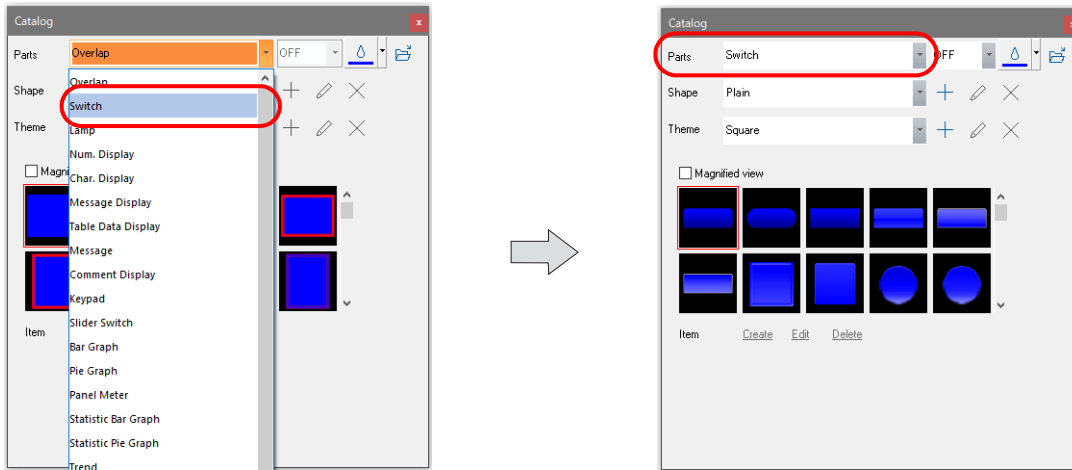 Catalog
x
Parts
Overlap
OFF
Shape
Overlap
Switch
Theme
Lamp
Num. Display
Magni
Char. Display
Message Display
Table Data Display
Message
Comment Display
Keypad
Item
Slider Switch
Bar Graph
Pie Graph
Panel Meter
Statistic Bar Graph
Statistic Pie Graph
Trend
Catalog
x
Parts Switch OFF
Shape Plain
Theme Square
Magnified view
Item Create Edit Delete